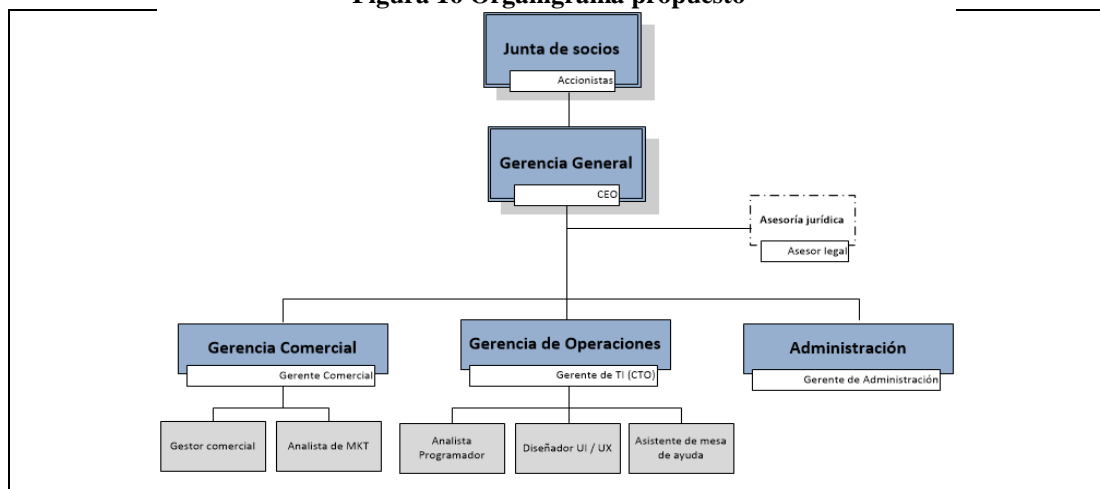 Figura 16 Organigrama propuesto
Junta de socios
Accionistas
Gerencia General
CEO
Asesoría jurídica
Asesor legal
Gerencia Comercial
Gerente Comercial
Gerencia de Operaciones
Gerente de TI (CTO)
Administración
Gerente de Administración
Gestor comercial
Analista de MKT
Analista
Programador
Diseñador UI / UX
Asistente de mesa
de ayuda